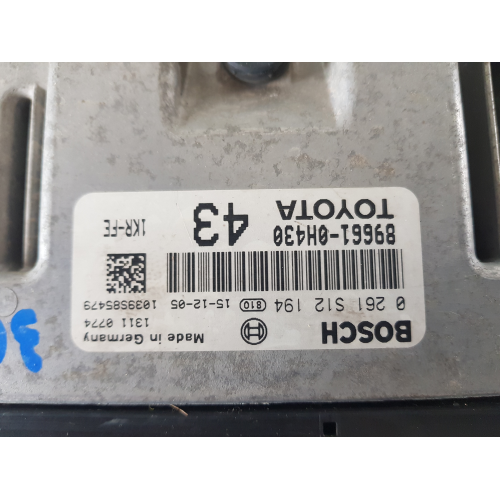 BOSCH
Made in Germany
0 261 S12 194
810
15-12-05
1311 0774
1039S85479
89661-0H430
TOYOTA
43
1KR-FE